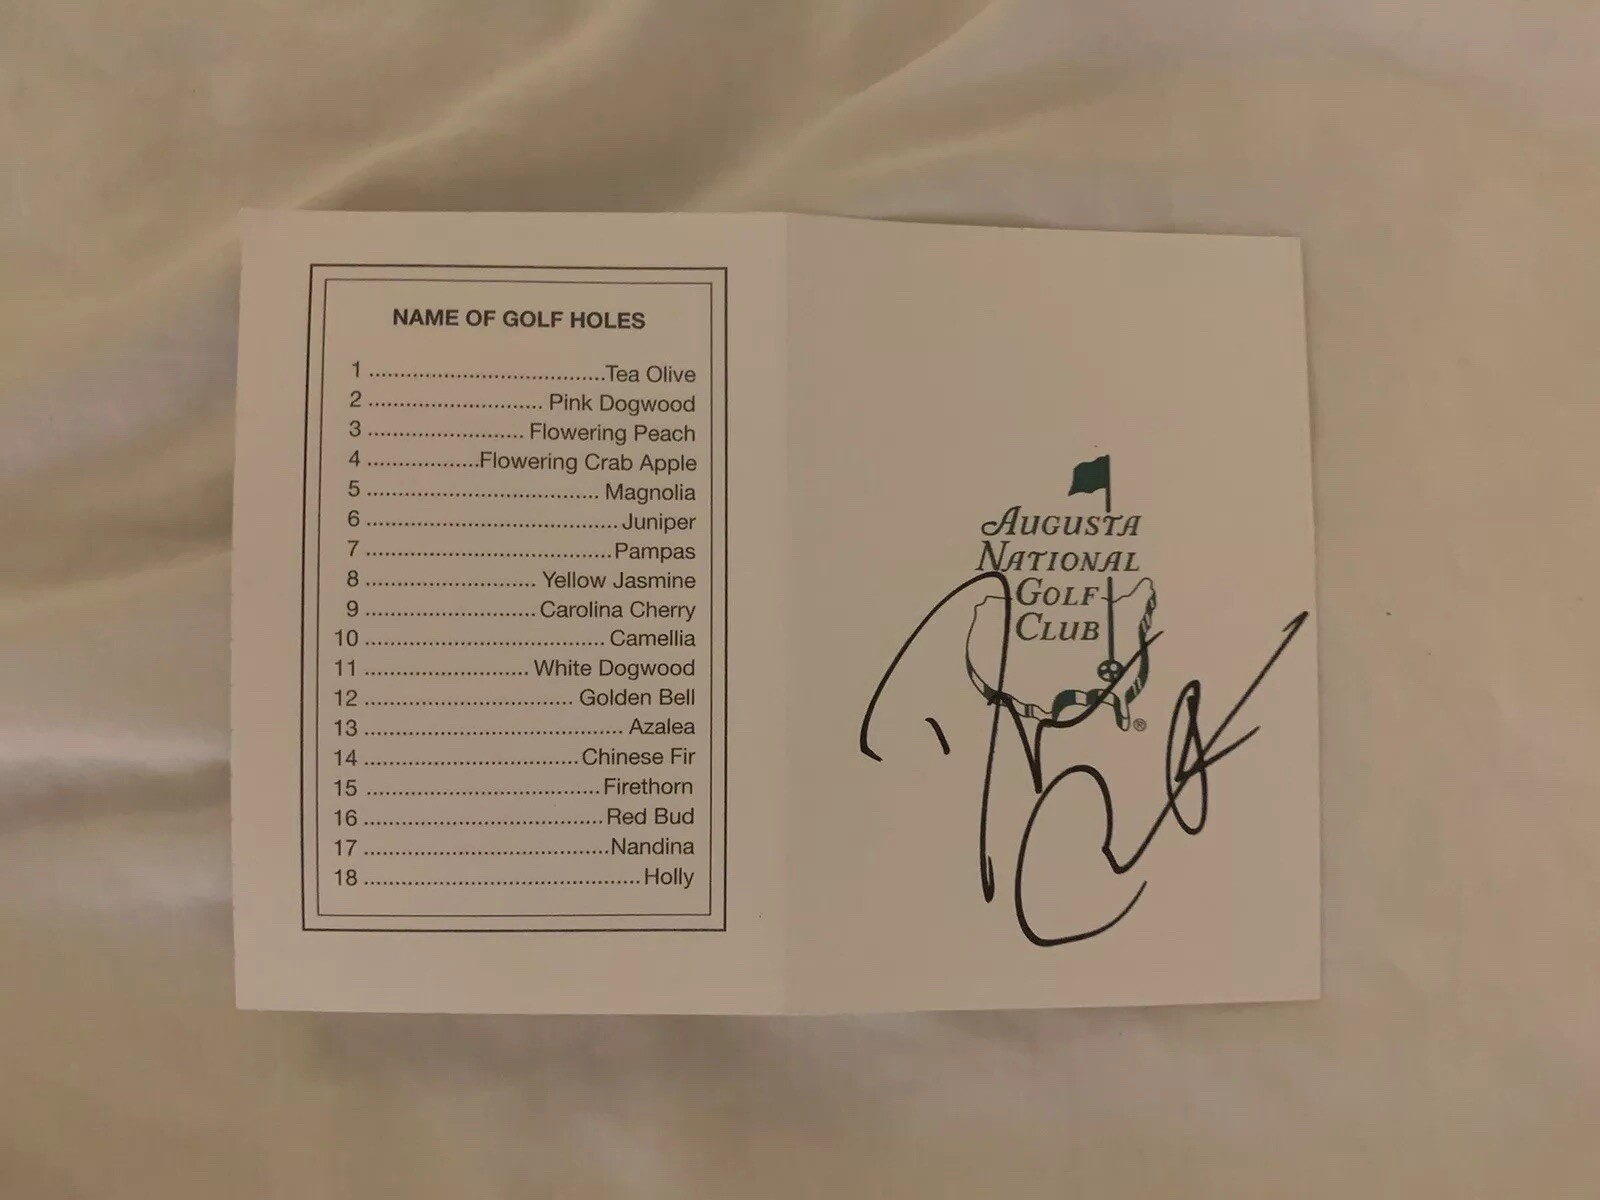 NAME OF GOLF HOLES
1 ....................................Tea Olive
2 ........................... Pink Dogwood
3 ........................ Flowering Peach
4 .................Flowering Crab Apple
5 .................................... Magnolia
6 ...................................... Juniper
7 .....................................Pampas
8 .......................... Yellow Jasmine
9 .......................... Carolina Cherry
10 ..................................... Camellia
11 ......................... White Dogwood
12 ................................ Golden Bell
13 ....................................... Azalea
14 .................................Chinese Fir
15 ....................................Firethorn
16 .....................................Red Bud
17 .....................................Nandina
18 ..........................................Holly
AUGUSTA
NATIONAL
GOLF
CLUB
®